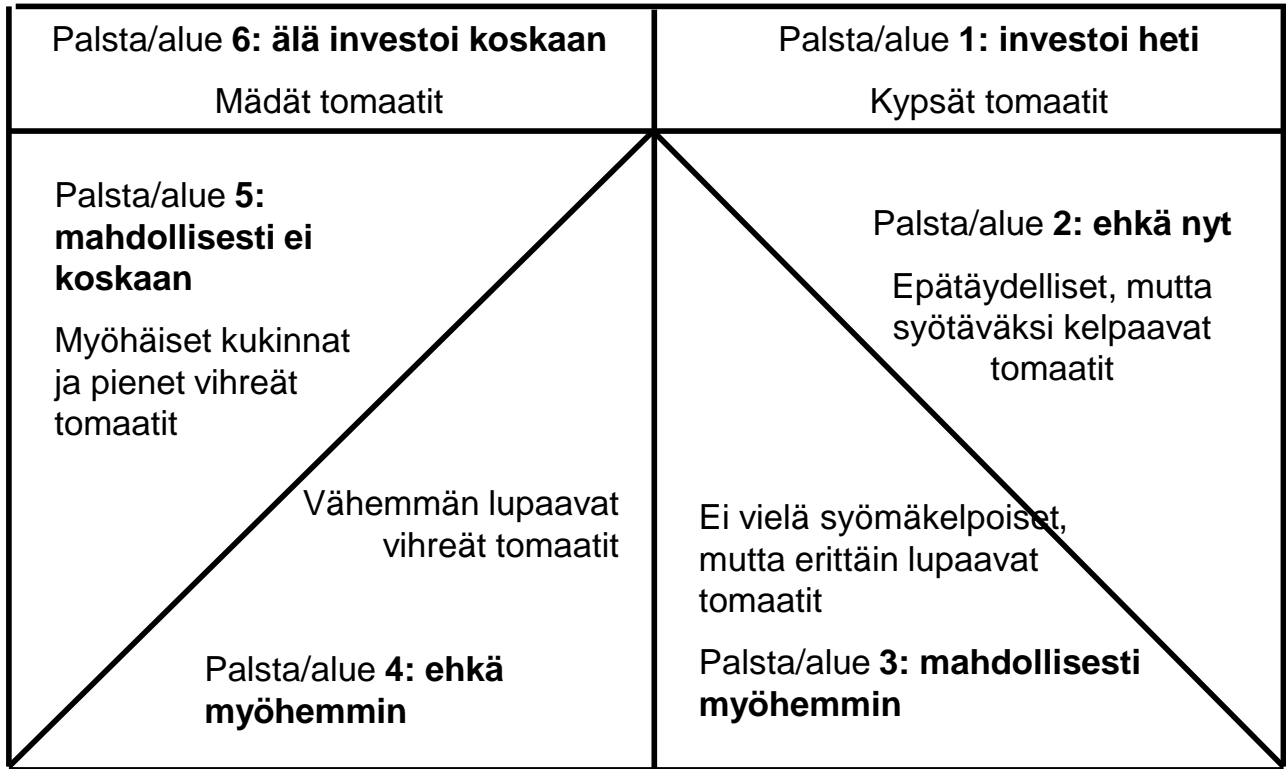 Palsta/alue 6: älä investoi koskaan
Mädät tomaatit
Palsta/alue 1: investoi heti
Kypsät tomaatit
Palsta/alue 5:
mahdollisesti ei
koskaan
Myöhäiset kukinnat
ja pienet vihreät
tomaatit
Palsta/alue 2: ehkä nyt
Epätäydelliset, mutta
syötäväksi kelpaavat
tomaatit
Vähemmän lupaavat
vihreät tomaatit
Palsta/alue 4: ehkä
myöhemmin
Ei vielä syömäkelpoiset,
mutta erittäin lupaavat
tomaatit
Palsta/alue 3: mahdollisesti
myöhemmin